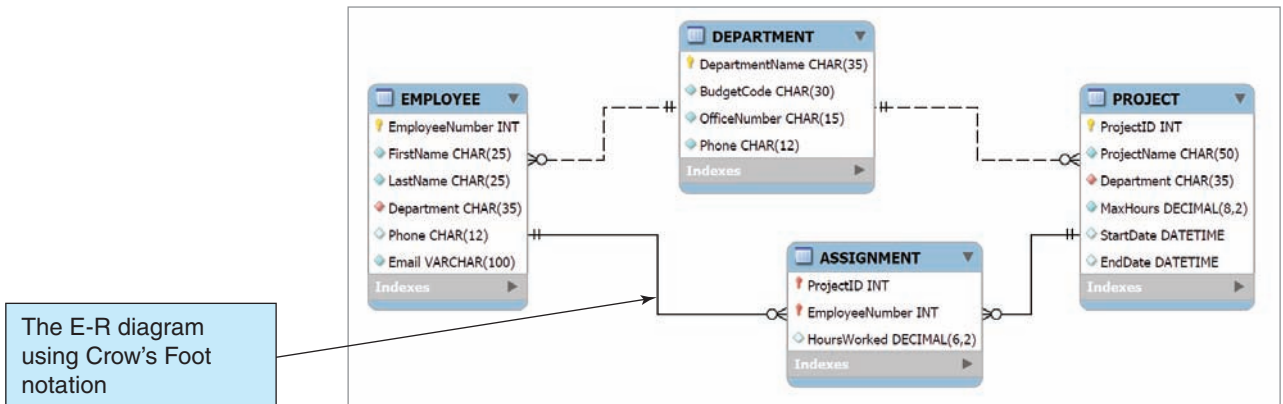 DEPARTMENT
DepartmentName CHAR(35)
BudgetCode CHAR(30)
OfficeNumber CHAR(15)
Phone CHAR(12)
Indexes
EMPLOYEE
EmployeeNumber INT
FirstName CHAR(25)
LastName CHAR(25)
Department CHAR(35)
Phone CHAR(12)
Email VARCHAR(100)
Indexes
PROJECT
ProjectID INT
ProjectName CHAR(50)
Department CHAR(35)
MaxHours DECIMAL(8,2)
StartDate DATETIME
EndDate DATETIME
Indexes
ASSIGNMENT
ProjectID INT
EmployeeNumber INT
HoursWorked DECIMAL(6,2)
Indexes
The E-R diagram
using Crow's Foot
notation